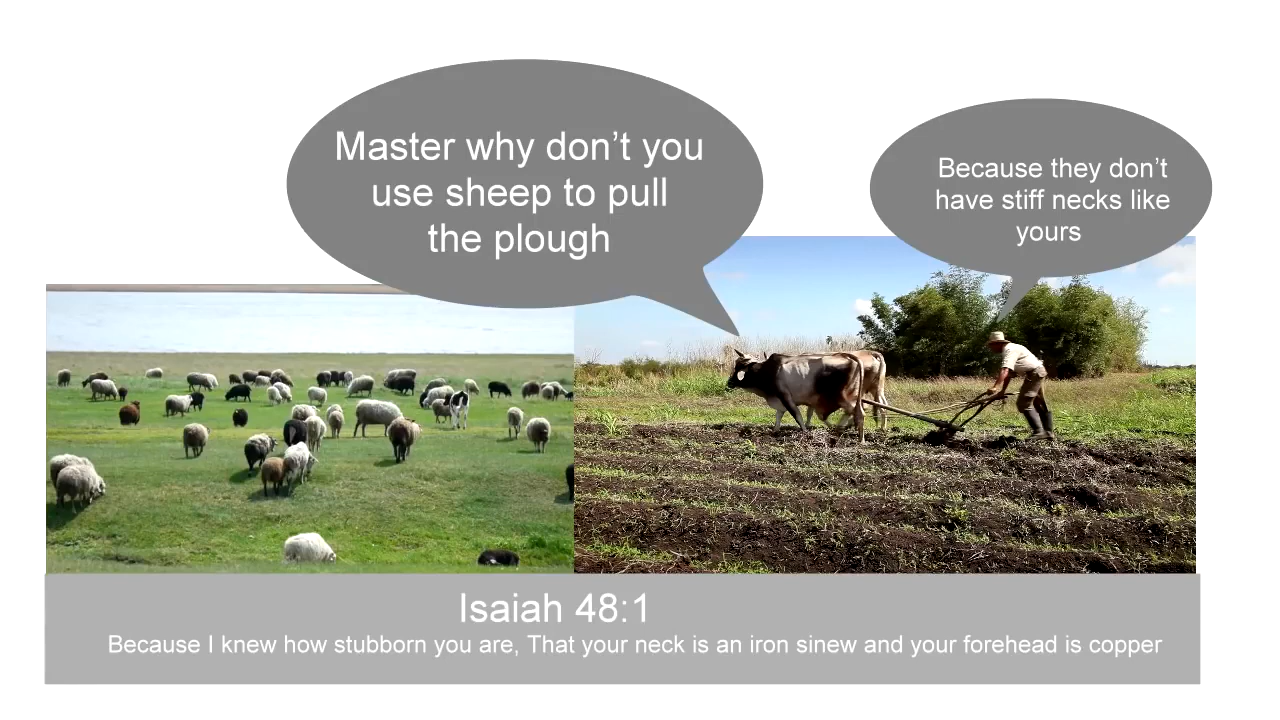 Master why don’t you
use sheep to pull
the plough
Because they don’t
have stiff necks like
yours
Isaiah 48:1
Because I knew how stubborn you are, That your neck is an iron sinew and your forehead is copper